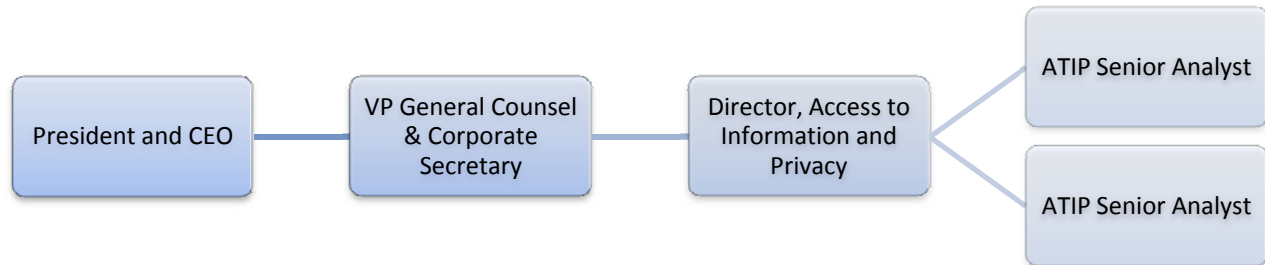 President and CEO
VP General Counsel
& Corporate
Secretary
Director, Access to
Information and
Privacy
ATIP Senior Analyst
ATIP Senior Analyst